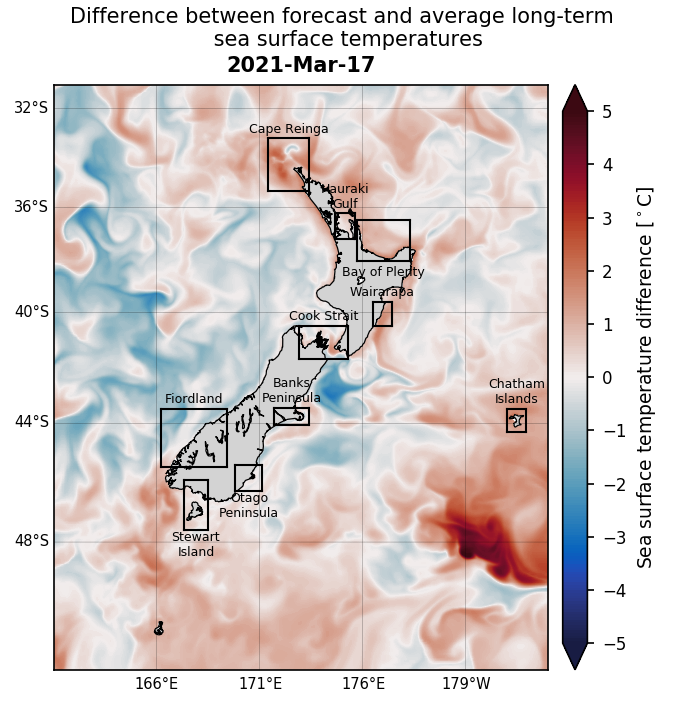 Difference between forecast and average long-term
sea surface temperatures
2021-Mar-17
32°S
36°S
40°S
44°S
48°S
166°E
171°E
176°E
179°W
Cape Reinga
Hauraki
Gulf
Bay of Plenty
Wairarapa
Cook Strait
Banks
Peninsula
Fiordland
Chatham
Islands
Otago
Peninsula
Stewart
Island
5
4
3
2
1
0
−1
−2
−3
−4
−5
Sea surface temperature difference [°C]